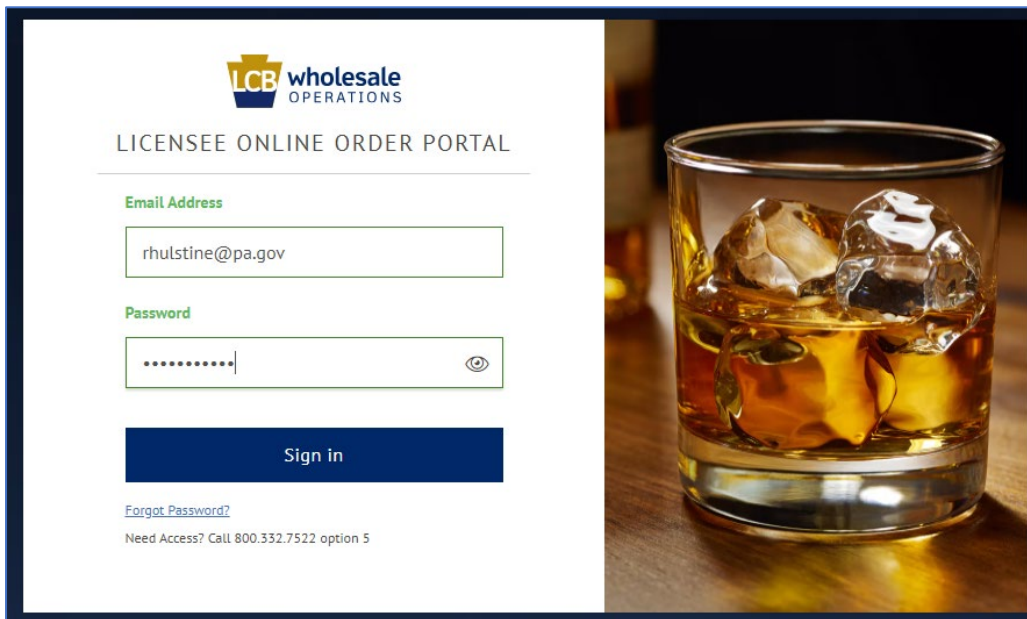 LCB wholesale
OPERATIONS
LICENSEE ONLINE ORDER PORTAL
Email Address
rhulstine@pa.gov
Password
•••••••••••
Sign in
Forgot Password?
Need Access? Call 800.332.7522 option 5